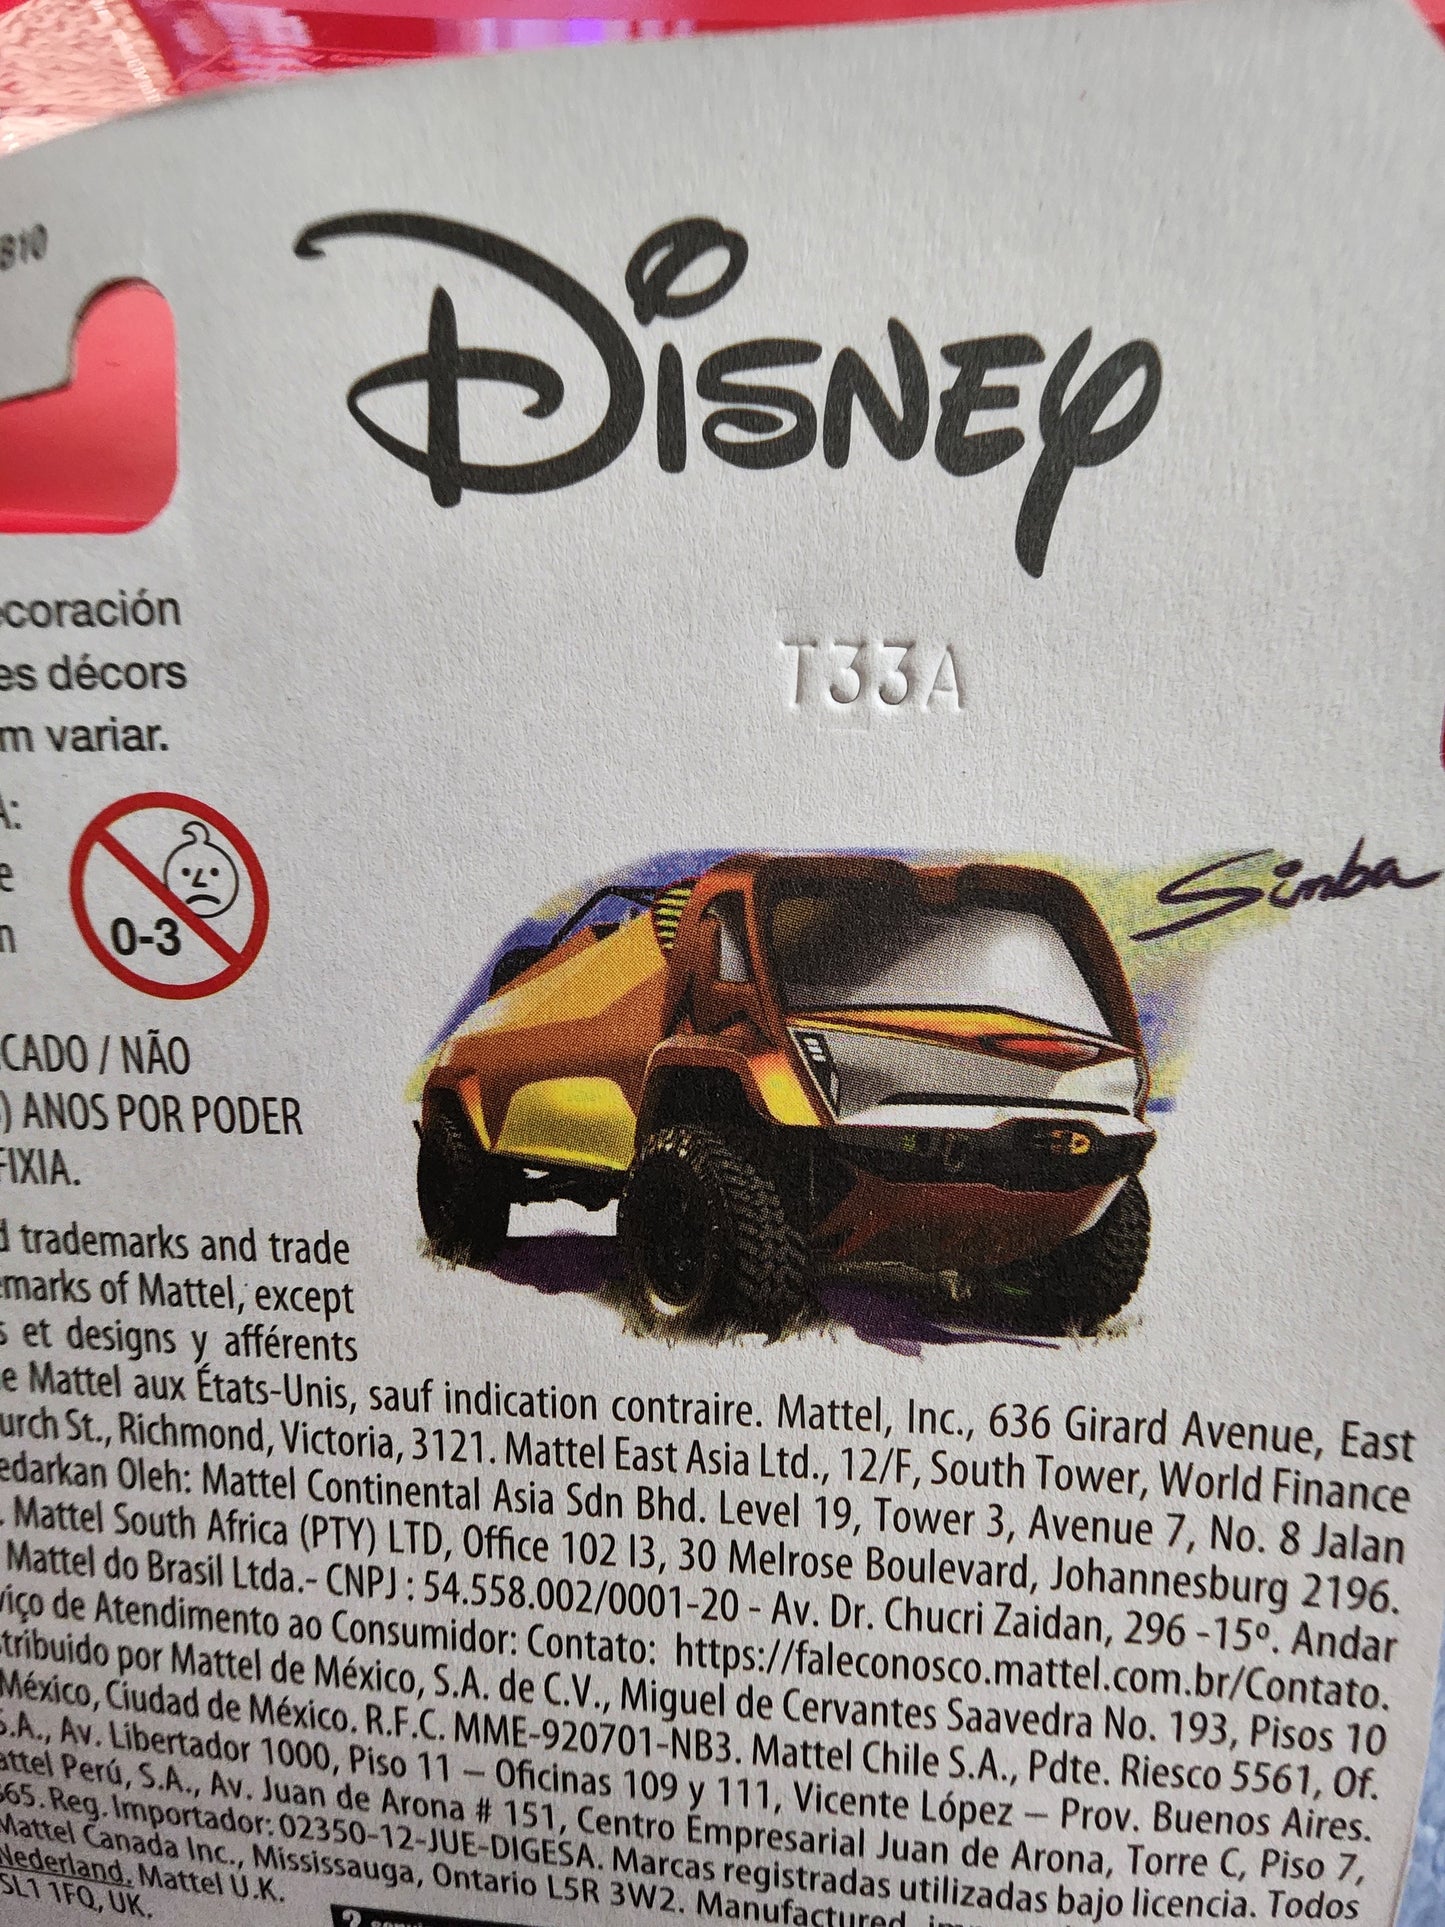 810
Disney
coración
es décors
m variar.
T33A
A:
e
n
0-3
Simba
CADO / NÃO
) ANOS POR PODER
FIXIA.
d trademarks and trade
emarks of Mattel, except
s et designs y afférents
e Mattel aux États-Unis, sauf indication contraire. Mattel, Inc., 636 Girard Avenue, East
urch St., Richmond, Victoria, 3121. Mattel East Asia Ltd., 12/F, South Tower, World Finance
edarkan Oleh: Mattel Continental Asia Sdn Bhd. Level 19, Tower 3, Avenue 7, No. 8 Jalan
. Mattel South Africa (PTY) LTD, Office 102 I3, 30 Melrose Boulevard, Johannesburg 2196.
Mattel do Brasil Ltda.- CNPJ : 54.558.002/0001-20 - Av. Dr. Chucri Zaidan, 296 -15º. Andar
viço de Atendimento ao Consumidor: Contato: https://faleconosco.mattel.com.br/Contato.
tribuido por Mattel de México, S.A. de C.V., Miguel de Cervantes Saavedra No. 193, Pisos 10
México, Ciudad de México. R.F.C. MME-920701-NB3. Mattel Chile S.A., Pdte. Riesco 5561, Of.
S.A., Av. Libertador 1000, Piso 11 – Oficinas 109 y 111, Vicente López – Prov. Buenos Aires.
attel Perú, S.A., Av. Juan de Arona # 151, Centro Empresarial Juan de Arona, Torre C, Piso 7,
565. Reg. Importador: 02350-12-JUE-DIGESA. Marcas registradas utilizadas bajo licencia. Todos
Mattel Canada Inc., Mississauga, Ontario L5R 3W2. Manufactured
Nederland. Mattel U.K.
SL1 1FQ, UK.